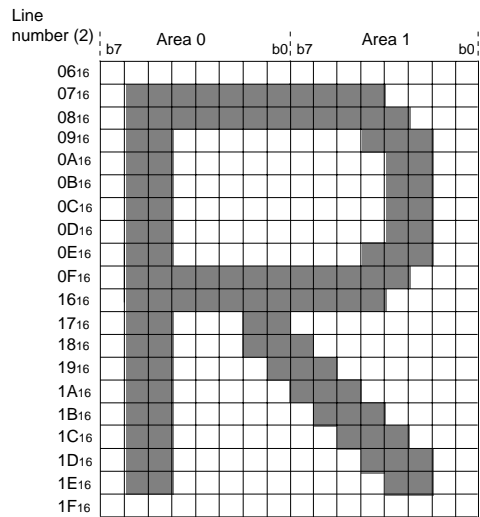 Line
number (2)
b7 Area 0 b0 b7 Area 1 b0
06₁₆
07₁₆
08₁₆
09₁₆
0A₁₆
0B₁₆
0C₁₆
0D₁₆
0E₁₆
0F₁₆
16₁₆
17₁₆
18₁₆
19₁₆
1A₁₆
1B₁₆
1C₁₆
1D₁₆
1E₁₆
1F₁₆